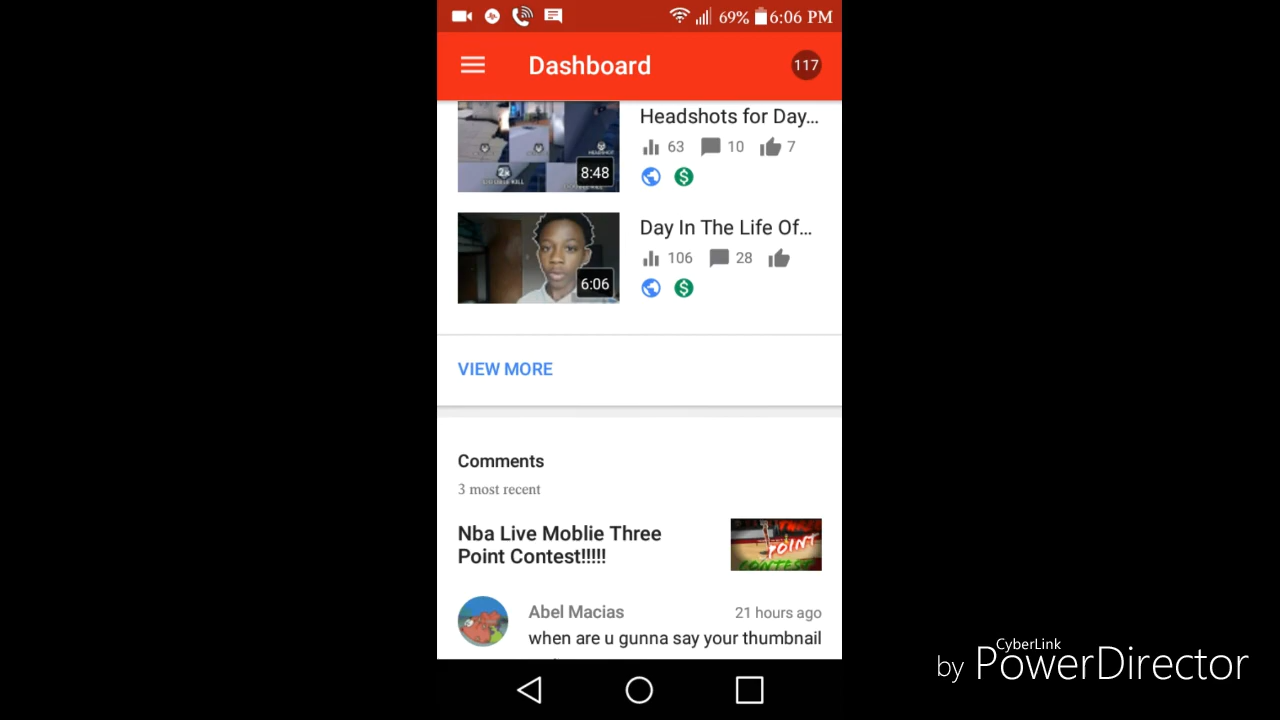 69% 6:06 PM
Dashboard
117
Headshots for Day...
63 10 7
8:48
Day In The Life Of...
106 28
6:06
VIEW MORE
Comments
3 most recent
Nba Live Moblie Three
Point Contest!!!!!
POINT
CONTEST
Abel Macias
21 hours ago
when are u gunna say your thumbnail
CyberLink
by PowerDirector